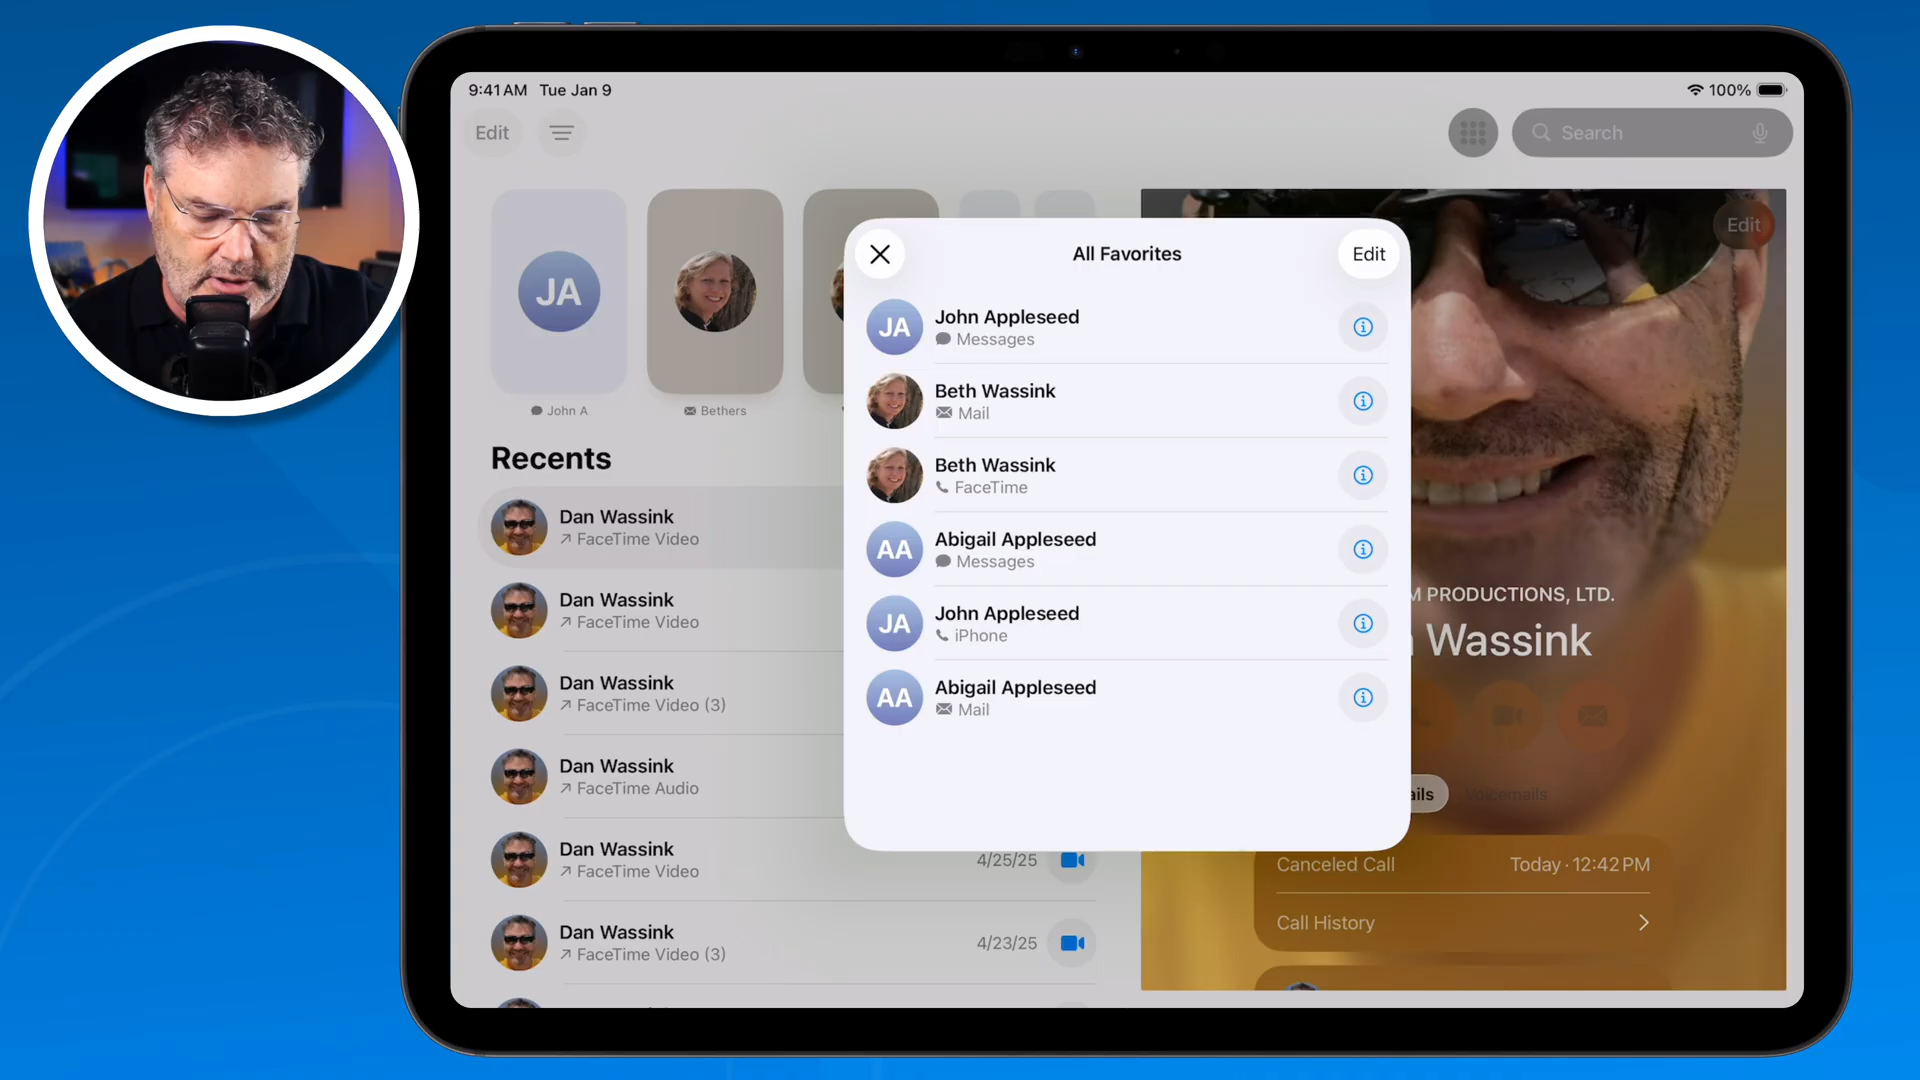 9:41 AM Tue Jan 9
100%
Edit
Search
JA
John A
Bethers
Recents
Dan Wassink
FaceTime Video
Dan Wassink
FaceTime Video
Dan Wassink
FaceTime Video (3)
Dan Wassink
FaceTime Audio
Dan Wassink
FaceTime Video
4/25/25
Dan Wassink
FaceTime Video (3)
4/23/25
All Favorites
Edit
JA
John Appleseed
Messages
Beth Wassink
Mail
Beth Wassink
FaceTime
AA
Abigail Appleseed
Messages
JA
John Appleseed
iPhone
AA
Abigail Appleseed
Mail
Edit
M PRODUCTIONS, LTD.
Wassink
ails
Voicemails
Canceled Call
Today · 12:42 PM
Call History